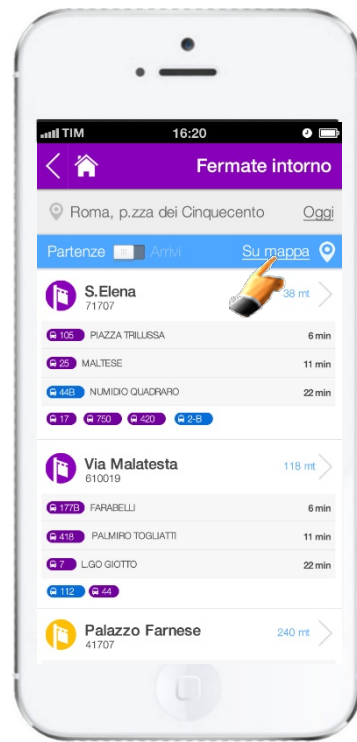 TIM 16:20
Fermate intorno
Roma, p.zza dei Cinquecento Oggi
Partenze Arrivi Su mappa
S.Elena 38 mt
71707
105 PIAZZA TRILUSSA 6 min
25 MALTESE 11 min
44B NUMIDIO QUADRARO 22 min
17 750 420 2-B
Via Malatesta 118 mt
610019
177B FARABELLI 6 min
418 PALMIRO TOGLIATTI 11 min
7 L.GO GIOTTO 22 min
112 44
Palazzo Farnese 240 mt
41707